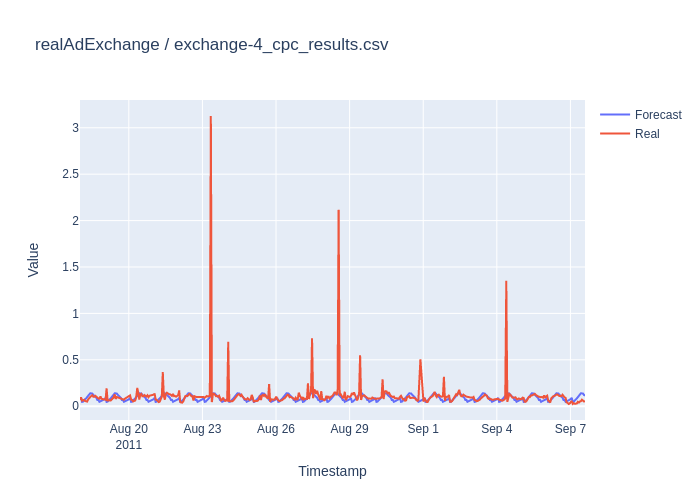 realAdExchange / exchange-4_cpc_results.csv
Forecast
Real
3
2.5
2
1.5
1
0.5
0
Value
Aug 20
2011
Aug 23
Aug 26
Aug 29
Sep 1
Sep 4
Sep 7
Timestamp